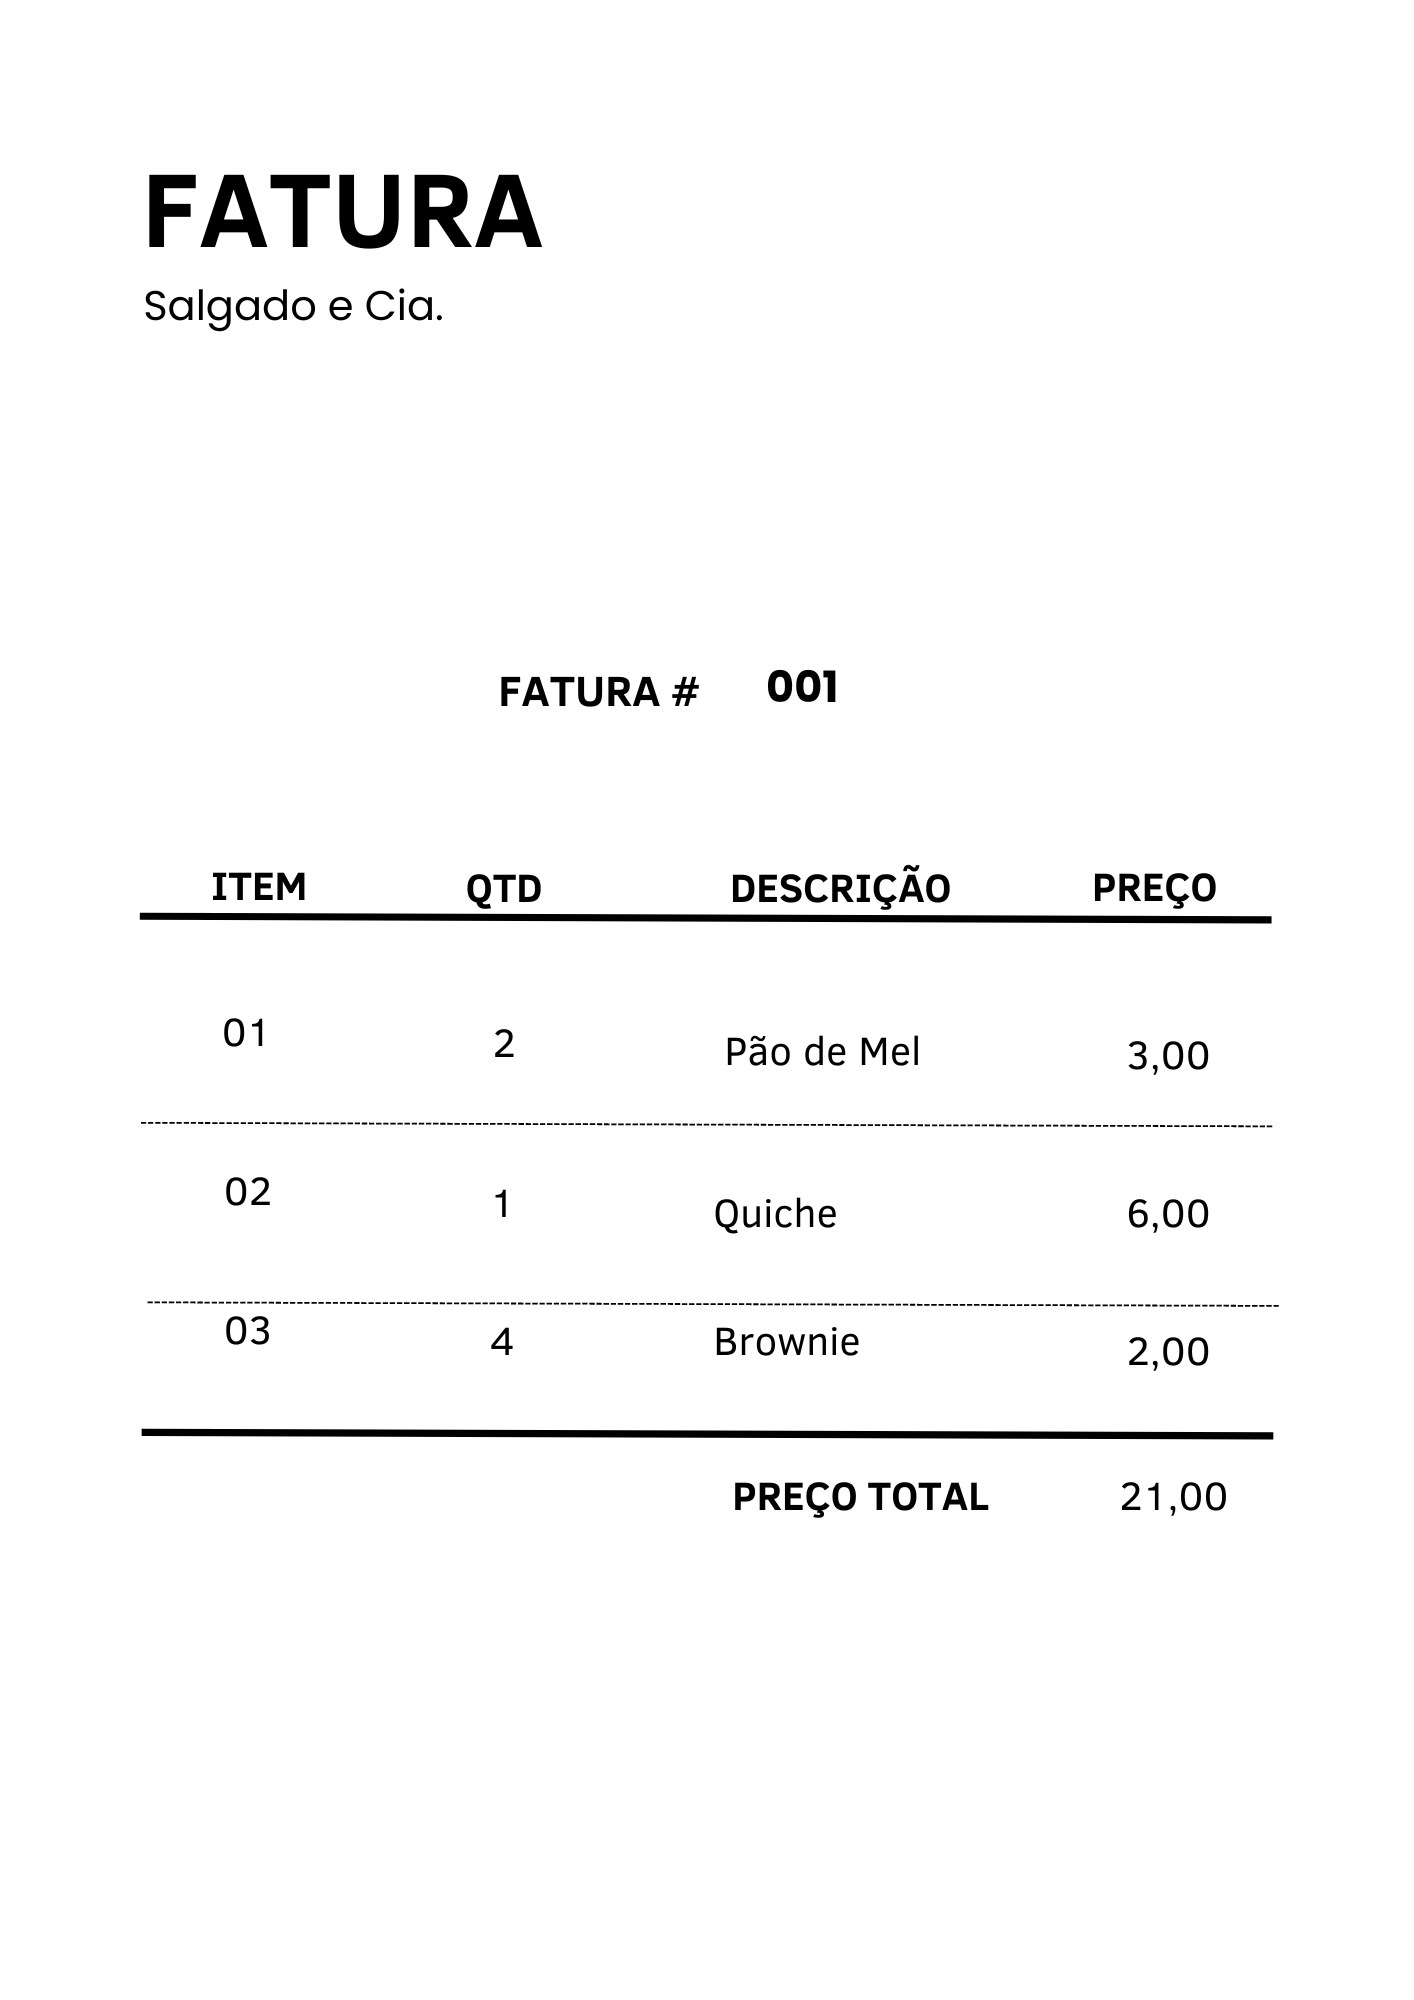 FATURA
Salgado e Cia.
FATURA # 001
ITEM QTD DESCRIÇÃO PREÇO
01 2 Pão de Mel 3,00
02 1 Quiche 6,00
03 4 Brownie 2,00
PREÇO TOTAL 21,00